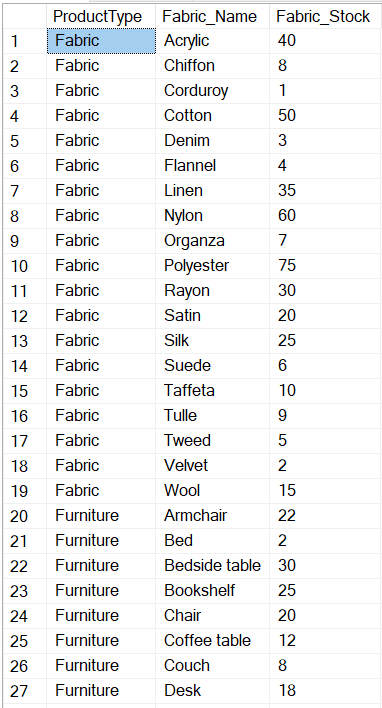 ProductType Fabric_Name Fabric_Stock
1 Fabric Acrylic 40
2 Fabric Chiffon 8
3 Fabric Corduroy 1
4 Fabric Cotton 50
5 Fabric Denim 3
6 Fabric Flannel 4
7 Fabric Linen 35
8 Fabric Nylon 60
9 Fabric Organza 7
10 Fabric Polyester 75
11 Fabric Rayon 30
12 Fabric Satin 20
13 Fabric Silk 25
14 Fabric Suede 6
15 Fabric Taffeta 10
16 Fabric Tulle 9
17 Fabric Tweed 5
18 Fabric Velvet 2
19 Fabric Wool 15
20 Furniture Armchair 22
21 Furniture Bed 2
22 Furniture Bedside table 30
23 Furniture Bookshelf 25
24 Furniture Chair 20
25 Furniture Coffee table 12
26 Furniture Couch 8
27 Furniture Desk 18